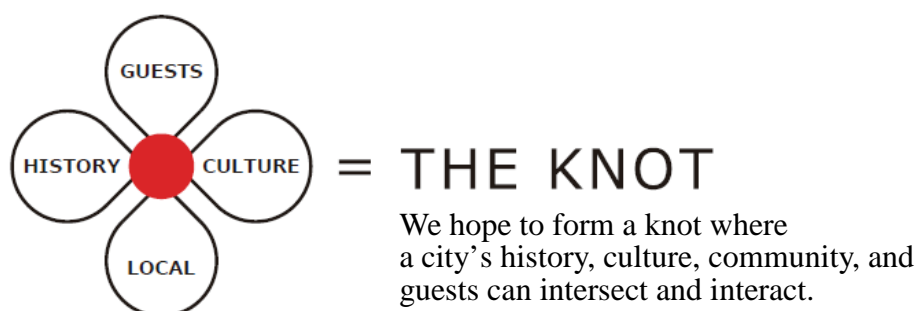 GUESTS
HISTORY
CULTURE
LOCAL
= THE KNOT
We hope to form a knot where
a city’s history, culture, community, and
guests can intersect and interact.